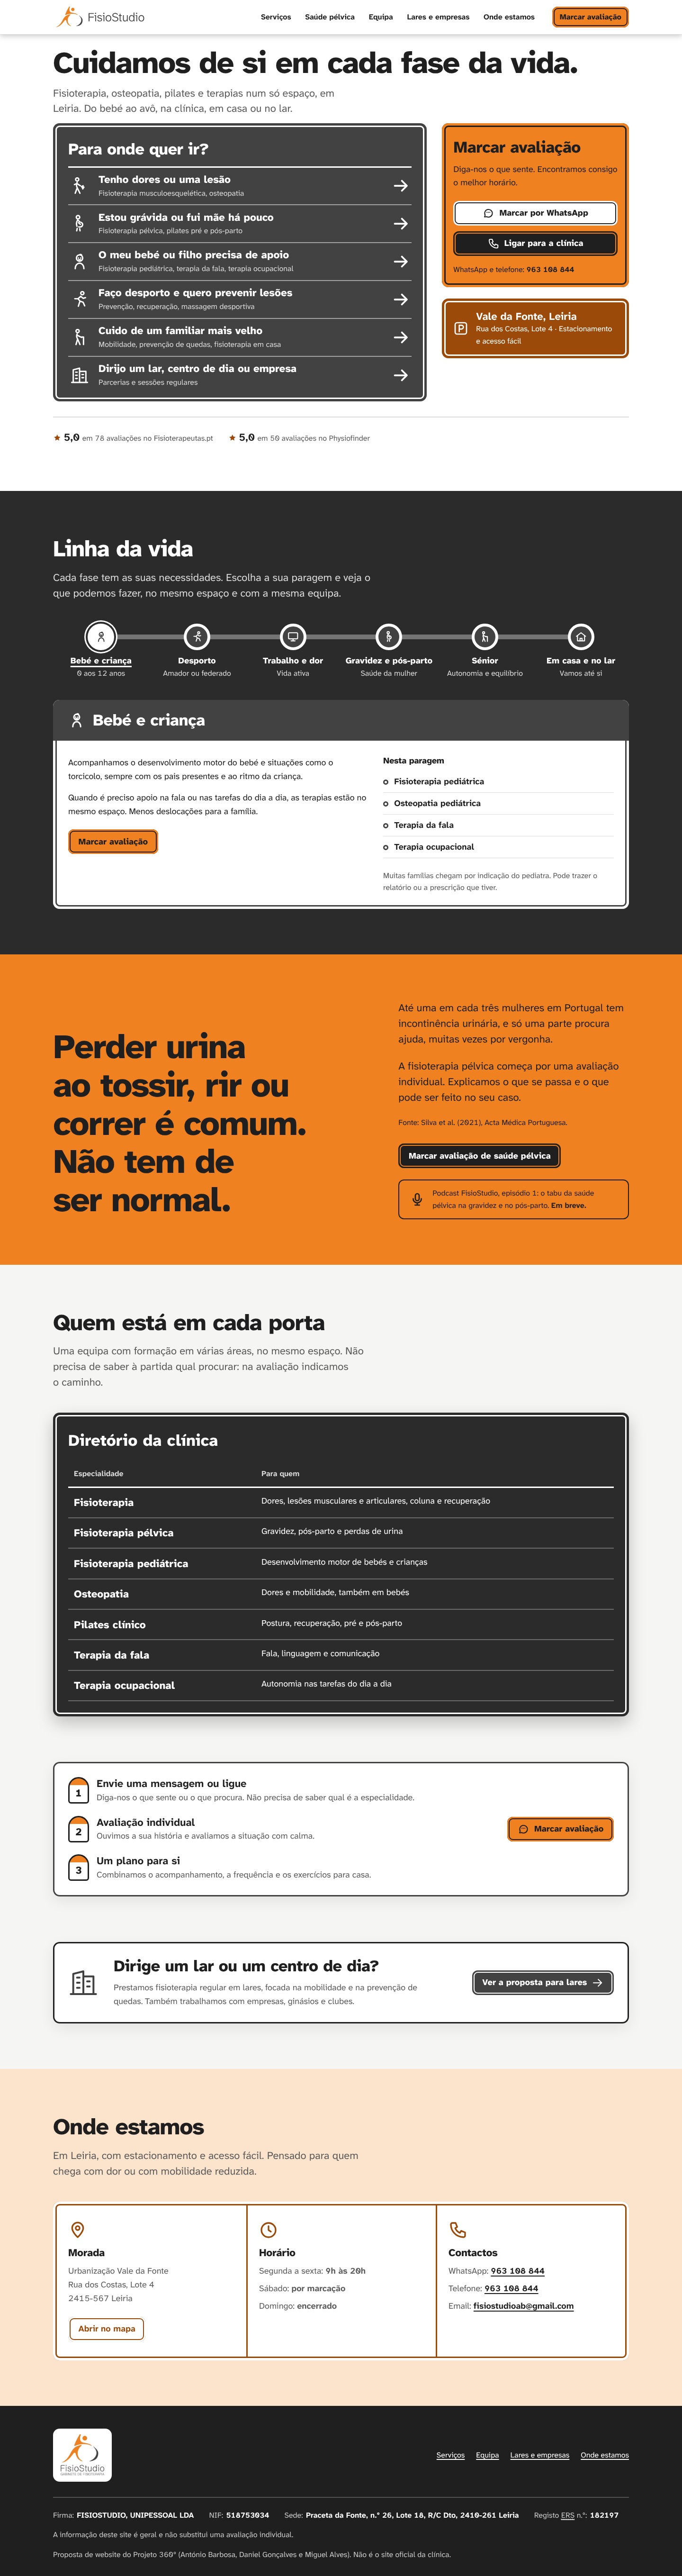 FisioStudio
Serviços
Saúde pélvica
Equipa
Lares e empresas
Onde estamos
Marcar avaliação
Cuidamos de si em cada fase da vida.
Fisioterapia, osteopatia, pilates e terapias num só espaço, em
Leiria. Do bebé ao avô, na clínica, em casa ou no lar.
Para onde quer ir?
Tenho dores ou uma lesão
Fisioterapia musculoesquelética, osteopatia
Estou grávida ou fui mãe há pouco
Fisioterapia pélvica, pilates pré e pós-parto
O meu bebé ou filho precisa de apoio
Fisioterapia pediátrica, terapia da fala, terapia ocupacional
Faço desporto e quero prevenir lesões
Prevenção, recuperação, massagem desportiva
Cuido de um familiar mais velho
Mobilidade, prevenção de quedas, fisioterapia em casa
Dirijo um lar, centro de dia ou empresa
Parcerias e sessões regulares
Marcar avaliação
Diga-nos o que sente. Encontramos consigo
o melhor horário.
Marcar por WhatsApp
Ligar para a clínica
WhatsApp e telefone: 963 108 844
P
Vale da Fonte, Leiria
Rua dos Costas, Lote 4 · Estacionamento
e acesso fácil
★ 5,0 em 78 avaliações no Fisioterapeutas.pt
★ 5,0 em 50 avaliações no Physiofinder
Linha da vida
Cada fase tem as suas necessidades. Escolha a sua paragem e veja o
que podemos fazer, no mesmo espaço e com a mesma equipa.
Bebé e criança
0 aos 12 anos
Desporto
Amador ou federado
Trabalho e dor
Vida ativa
Gravidez e pós-parto
Saúde da mulher
Sénior
Autonomia e equilíbrio
Em casa e no lar
Vamos até si
Bebé e criança
Acompanhamos o desenvolvimento motor do bebé e situações como o
torcicolo, sempre com os pais presentes e ao ritmo da criança.
Quando é preciso apoio na fala ou nas tarefas do dia a dia, as terapias estão no
mesmo espaço. Menos deslocações para a família.
Marcar avaliação
Nesta paragem
Fisioterapia pediátrica
Osteopatia pediátrica
Terapia da fala
Terapia ocupacional
Muitas famílias chegam por indicação do pediatra. Pode trazer o
relatório ou a prescrição que tiver.
Perder urina
ao tossir, rir ou
correr é comum.
Não tem de
ser normal.
Até uma em cada três mulheres em Portugal tem
incontinência urinária, e só uma parte procura
ajuda, muitas vezes por vergonha.
A fisioterapia pélvica começa por uma avaliação
individual. Explicamos o que se passa e o que
pode ser feito no seu caso.
Fonte: Silva et al. (2021), Acta Médica Portuguesa.
Marcar avaliação de saúde pélvica
Podcast FisioStudio, episódio 1: o tabu da saúde
pélvica na gravidez e no pós-parto. Em breve.
Quem está em cada porta
Uma equipa com formação em várias áreas, no mesmo espaço. Não
precisa de saber à partida qual procurar: na avaliação indicamos
o caminho.
Diretório da clínica
Especialidade
Para quem
Fisioterapia
Dores, lesões musculares e articulares, coluna e recuperação
Fisioterapia pélvica
Gravidez, pós-parto e perdas de urina
Fisioterapia pediátrica
Desenvolvimento motor de bebés e crianças
Osteopatia
Dores e mobilidade, também em bebés
Pilates clínico
Postura, recuperação, pré e pós-parto
Terapia da fala
Fala, linguagem e comunicação
Terapia ocupacional
Autonomia nas tarefas do dia a dia
1
Envie uma mensagem ou ligue
Diga-nos o que sente ou o que procura. Não precisa de saber qual é a especialidade.
2
Avaliação individual
Ouvimos a sua história e avaliamos a situação com calma.
3
Um plano para si
Combinamos o acompanhamento, a frequência e os exercícios para casa.
Marcar avaliação
Dirige um lar ou um centro de dia?
Prestamos fisioterapia regular em lares, focada na mobilidade e na prevenção de
quedas. Também trabalhamos com empresas, ginásios e clubes.
Ver a proposta para lares
Onde estamos
Em Leiria, com estacionamento e acesso fácil. Pensado para quem
chega com dor ou com mobilidade reduzida.
Morada
Urbanização Vale da Fonte
Rua dos Costas, Lote 4
2415-567 Leiria
Abrir no mapa
Horário
Segunda a sexta: 9h às 20h
Sábado: por marcação
Domingo: encerrado
Contactos
WhatsApp: 963 108 844
Telefone: 963 108 844
Email: fisiostudioab@gmail.com
FisioStudio
Serviços
Equipa
Lares e empresas
Onde estamos
Firma: FISIOSTUDIO, UNIPESSOAL LDA
NIF: 518753034
Sede: Praceta da Fonte, n.º 26, Lote 18, R/C Dto, 2410-261 Leiria
Registo ERS n.º: 182197
A informação deste site é geral e não substitui uma avaliação individual.
Proposta de website do Projeto 360º (António Barbosa, Daniel Gonçalves e Miguel Alves). Não é o site oficial da clínica.